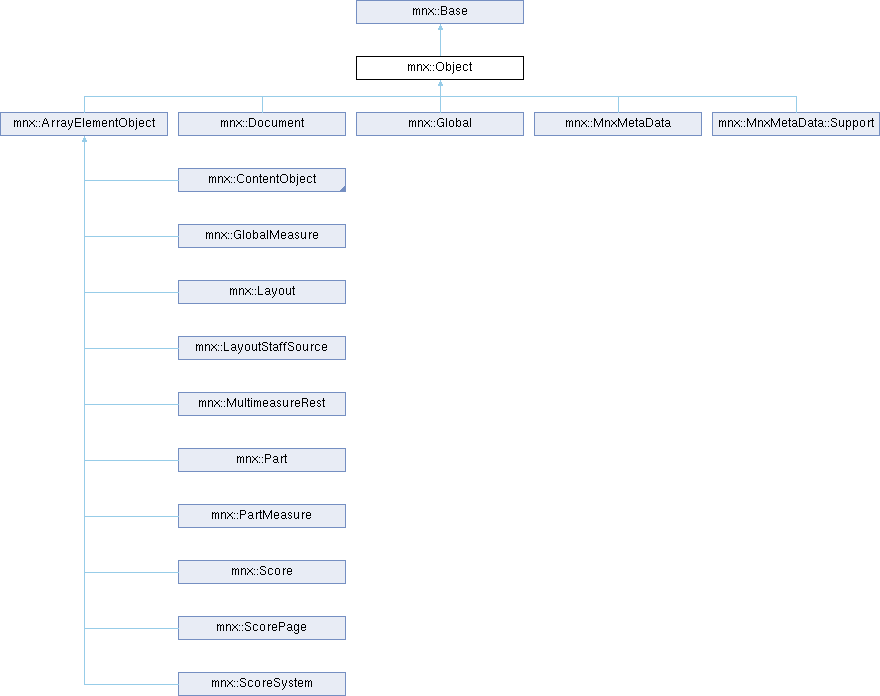 mnx::Base
mnx::Object
mnx::ArrayElementObject
mnx::Document
mnx::Global
mnx::MnxMetaData
mnx::MnxMetaData::Support
mnx::ContentObject
mnx::GlobalMeasure
mnx::Layout
mnx::LayoutStaffSource
mnx::MultimeasureRest
mnx::Part
mnx::PartMeasure
mnx::Score
mnx::ScorePage
mnx::ScoreSystem